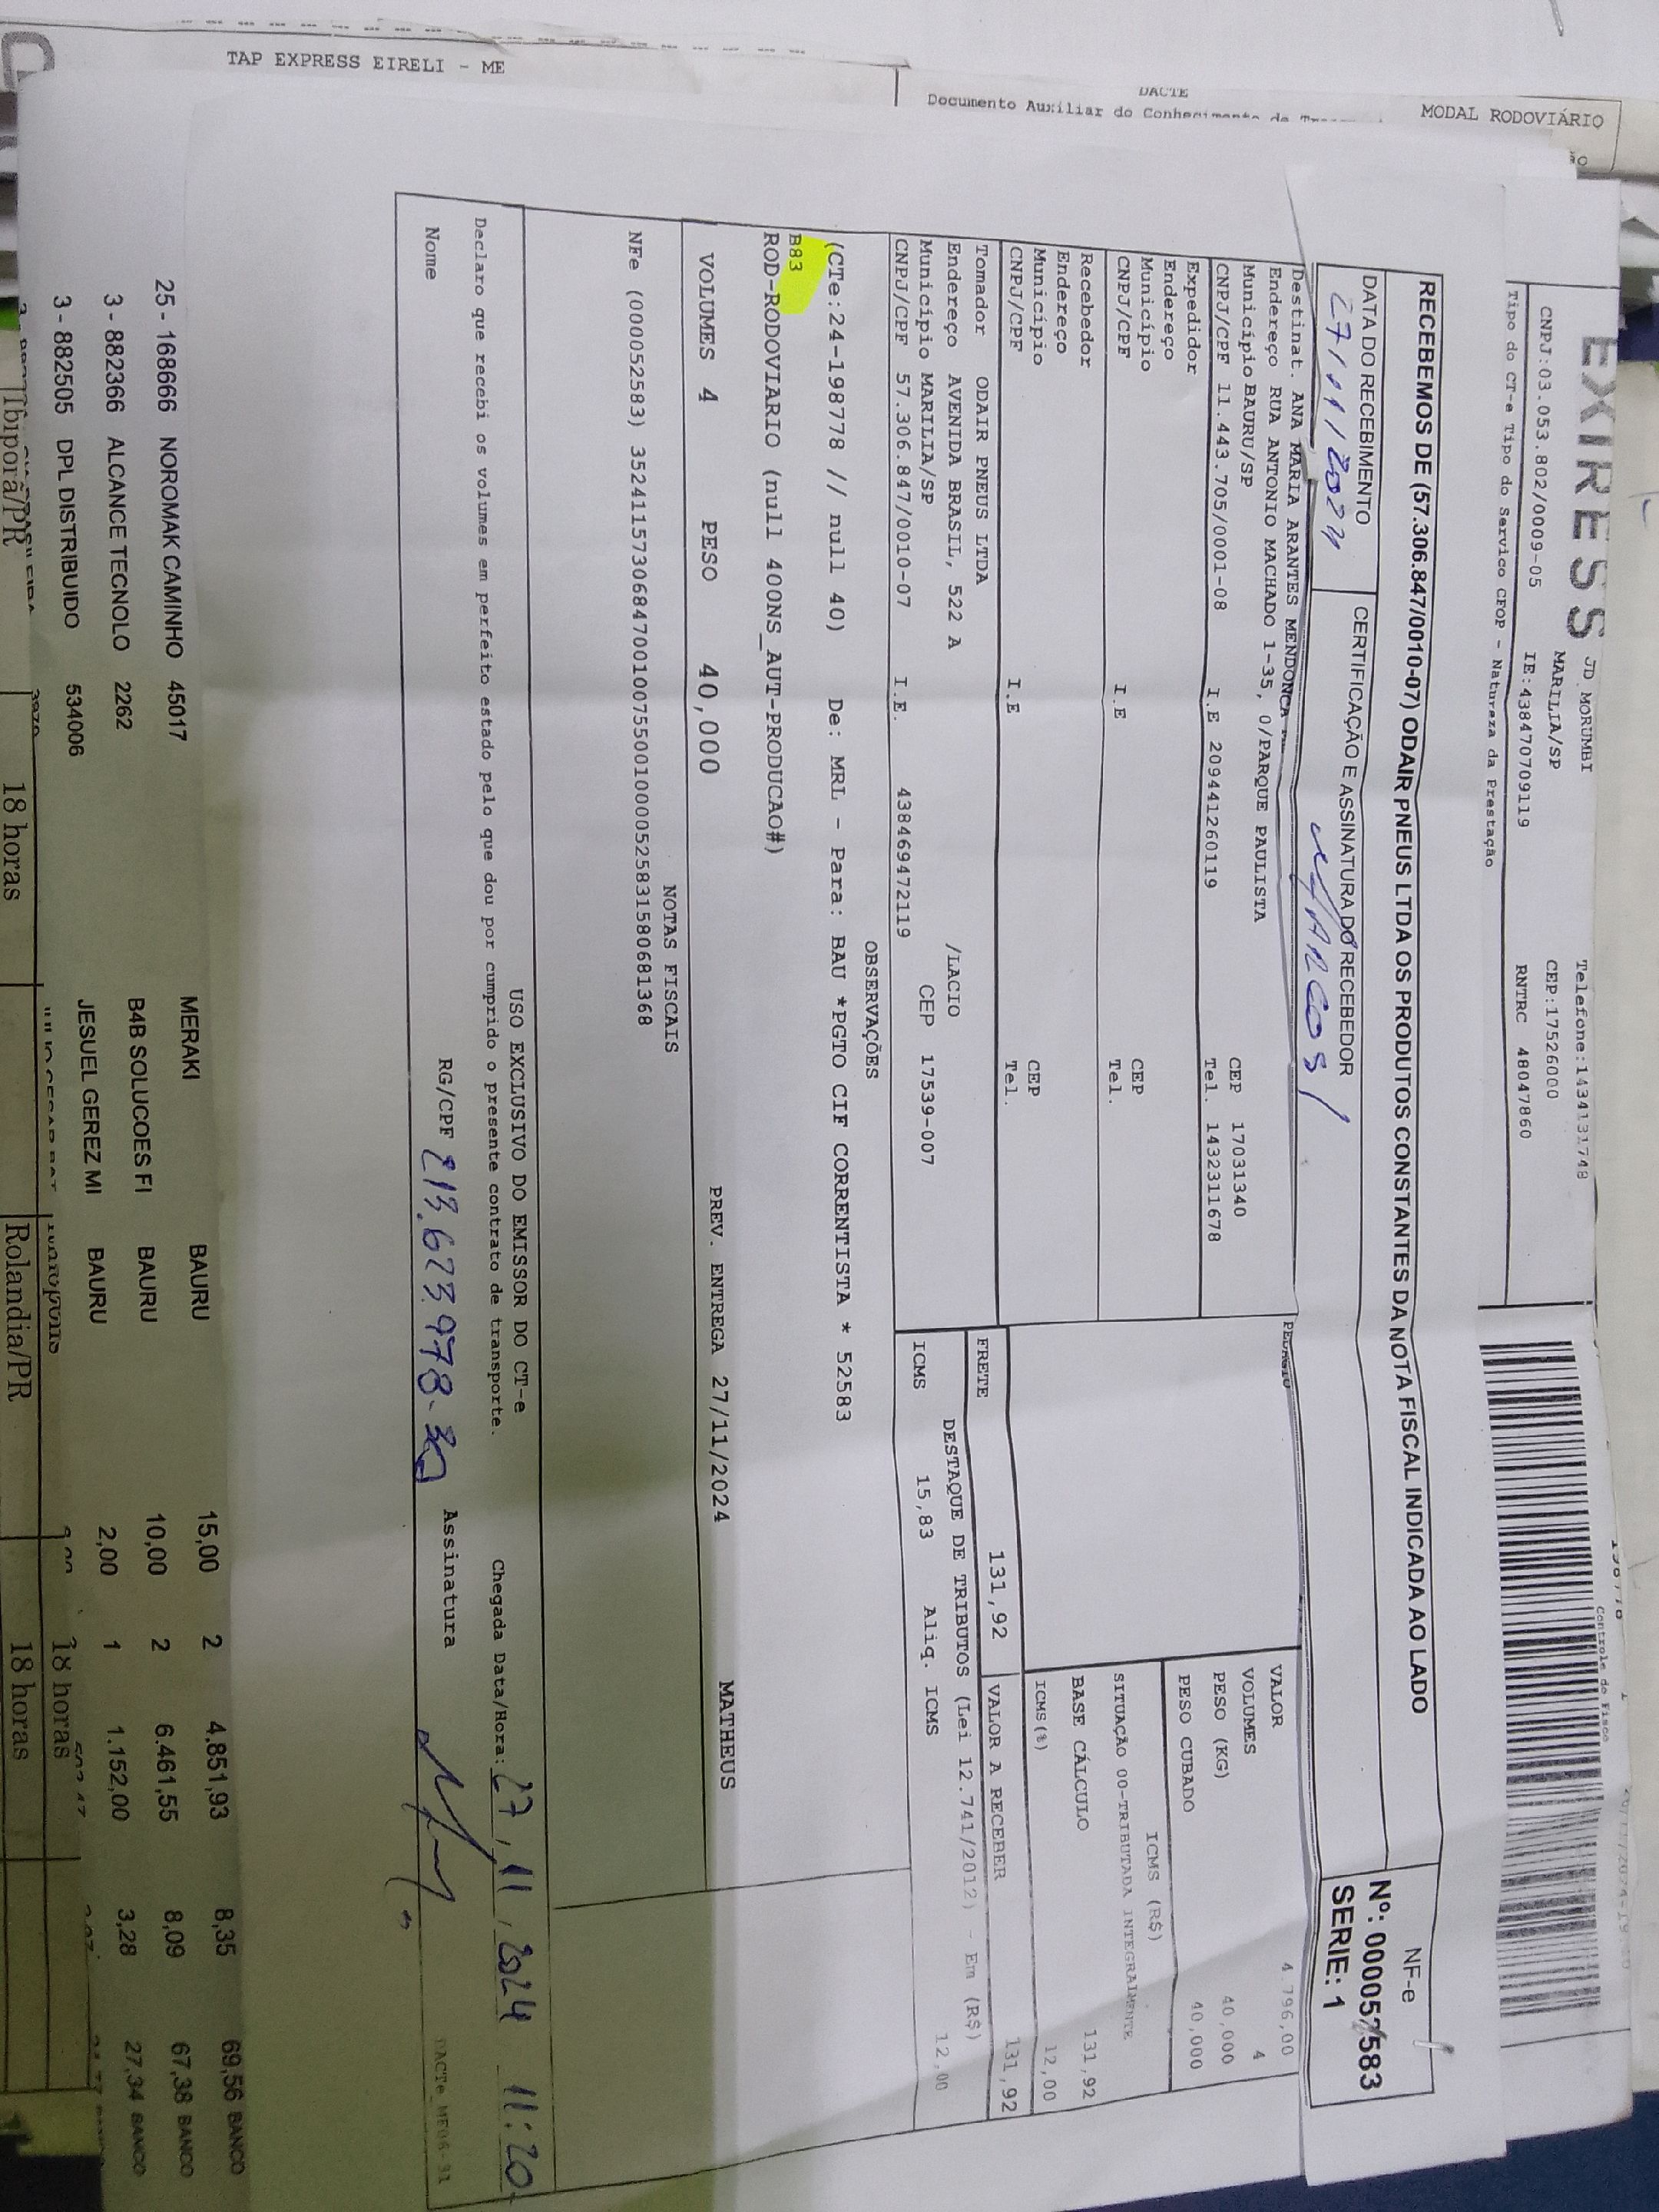 TAP EXPRESS EIRELI - ME
DACTE
Documento Auxiliar do Conhecimento de
MODAL RODOVIÁRIO
EXPRESS
JD MORUMBI
Telefone:1434131748
CNPJ:03.053.802/0009-05
MARILIA/SP
CEP:17526000
IE:438470709119
RNTRC 48047860
Tipo do CT-e Tipo do Servico CFOP - Natureza da Prestação
Controle do Fisco
RECEBEMOS DE (57.306.847/0010-07) ODAIR PNEUS LTDA OS PRODUTOS CONSTANTES DA NOTA FISCAL INDICADA AO LADO
NF-e
Nº: 000052583
SERIE: 1
DATA DO RECEBIMENTO
CERTIFICAÇÃO E ASSINATURA DO RECEBEDOR
27/11/2024
MARCOS
Destinat. ANA MARIA ARANTES MENDONCA
Endereço RUA ANTONIO MACHADO 1-35, 0/PARQUE PAULISTA
Município BAURU/SP CEP 17031340
CNPJ/CPF 11.443.705/0001-08 I.E 209441260119 Tel. 1432311678
Expedidor
Endereço
Município CEP
CNPJ/CPF I.E Tel.
Recebedor
Endereço
Município CEP
CNPJ/CPF I.E Tel.
Tomador ODAIR PNEUS LTDA
Endereço AVENIDA BRASIL, 522 A /LACIO
Município MARILIA/SP CEP 17539-007
CNPJ/CPF 57.306.847/0010-07 I.E. 438469472119
PEDAGIO
VALOR 4 796,00
VOLUMES 4
PESO (KG) 40,000
PESO CUBADO 40,000
ICMS (R$)
SITUAÇÃO 00-TRIBUTADA INTEGRALMENTE
BASE CÁLCULO 131,92
ICMS(%) 12,00
FRETE 131,92 VALOR A RECEBER 131,92
DESTAQUE DE TRIBUTOS (Lei 12.741/2012) - Em (R$)
ICMS 15,83 Aliq. ICMS 12,00
OBSERVAÇÕES
(CTe:24-198778 // null 40) De: MRL - Para: BAU *PGTO CIF CORRENTISTA * 52583
B83
ROD-RODOVIARIO (null 400NS_AUT-PRODUCAO#)
VOLUMES 4 PESO 40,000 PREV. ENTREGA 27/11/2024 MATHEUS
NOTAS FISCAIS
NFe (000052583) 35241157306847001007550010000525831580681368
USO EXCLUSIVO DO EMISSOR DO CT-e
Declaro que recebi os volumes em perfeito estado pelo que dou por cumprido o presente contrato de transporte.
Chegada Data/Hora: 27/11/2024 11:20
Nome RG/CPF 213.673.978.30 Assinatura
25 - 168666 NOROMAK CAMINHO 45017 MERAKI BAURU 15,00 2 4.851,93 8,35 69,56 BANCO
3 - 882366 ALCANCE TECNOLO 2262 B4B SOLUCOES FI BAURU 10,00 2 6.461,55 8,09 67,38 BANCO
3 - 882505 DPL DISTRIBUIDO 534006 JESUEL GEREZ MI BAURU 2,00 1 1.152,00 3,28 27,34 BANCO
18 horas
Ibiporã/PR 18 horas Rolandia/PR 18 horas